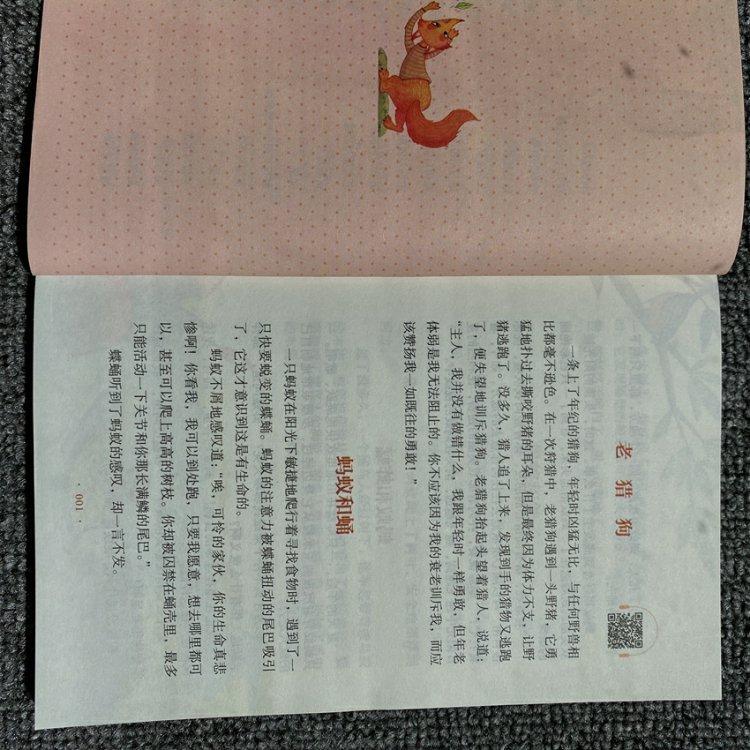 老猎狗
一条上了年纪的猎狗，年轻时凶猛无比，与任何野兽相
比都毫不逊色。在一次狩猎中，老猎狗遇到一头野猪，它勇
猛地扑过去撕咬野猪的耳朵，但是最终因为体力不支，让野
猪逃跑了。没多久，猎人追了上来，发现到手的猎物又逃跑
了，便失望地训斥猎狗。老猎狗抬起头望着猎人，说道：
“主人，我并没有做错什么，我跟年轻时一样勇敢，但年老
体弱是我无法阻止的。你不应该因为我的衰老训斥我，而应
该赞扬我一如既往的勇敢！”
蚂蚁和蛹
一只蚂蚁在阳光下敏捷地爬行着寻找食物时，遇到了一
只快要蜕变的蝶蛹。蚂蚁的注意力被蝶蛹扭动的尾巴吸引
了，它这才意识到这是有生命的。
蚂蚁不屑地感叹道：“唉，可怜的家伙，你的生命真悲
惨啊！你看我，我可以到处跑，只要我愿意，想去哪里都可
以，甚至可以爬上高高的树枝。你却被囚禁在蛹壳里，最多
只能活动一下关节和你那长满鳞的尾巴。”
蝶蛹听到了蚂蚁的感叹，却一言不发。
· 001 ·